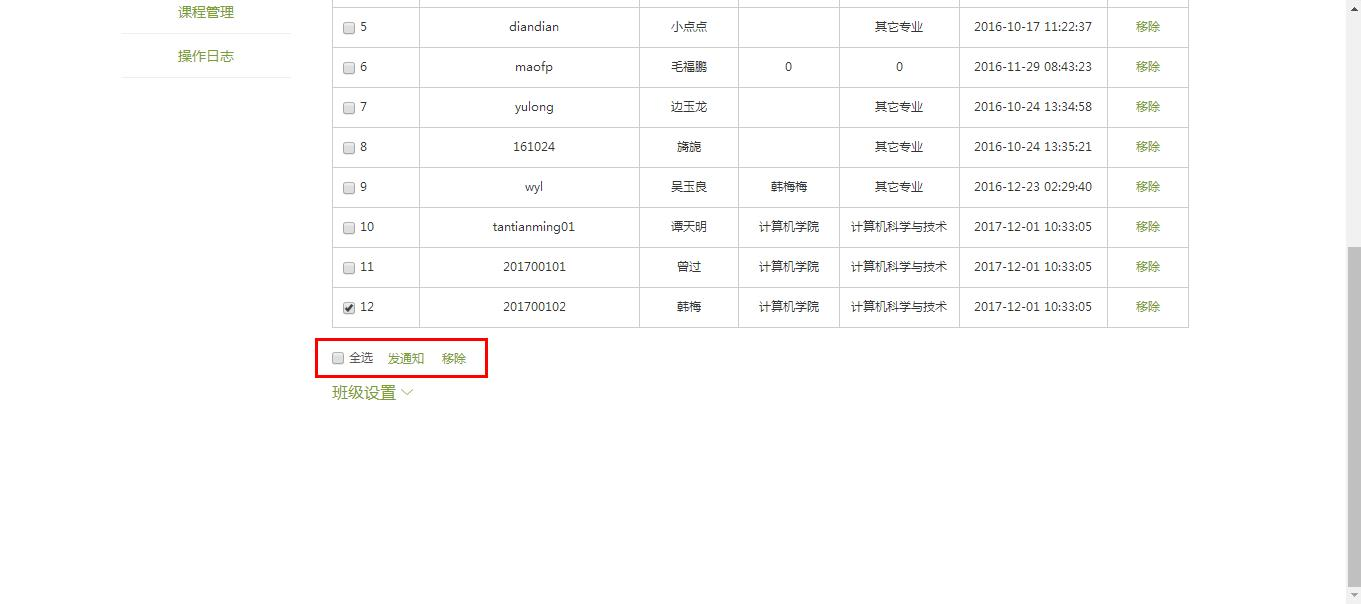 课程管理
操作日志
5 diandian 小点点 其它专业 2016-10-17 11:22:37 移除
6 maofp 毛福鹏 0 0 2016-11-29 08:43:23 移除
7 yulong 边玉龙 其它专业 2016-10-24 13:34:58 移除
8 161024 旖旎 其它专业 2016-10-24 13:35:21 移除
9 wyl 吴玉良 韩梅梅 其它专业 2016-12-23 02:29:40 移除
10 tantianming01 谭天明 计算机学院 计算机科学与技术 2017-12-01 10:33:05 移除
11 201700101 曾过 计算机学院 计算机科学与技术 2017-12-01 10:33:05 移除
12 201700102 韩梅 计算机学院 计算机科学与技术 2017-12-01 10:33:05 移除
全选 发通知 移除
班级设置